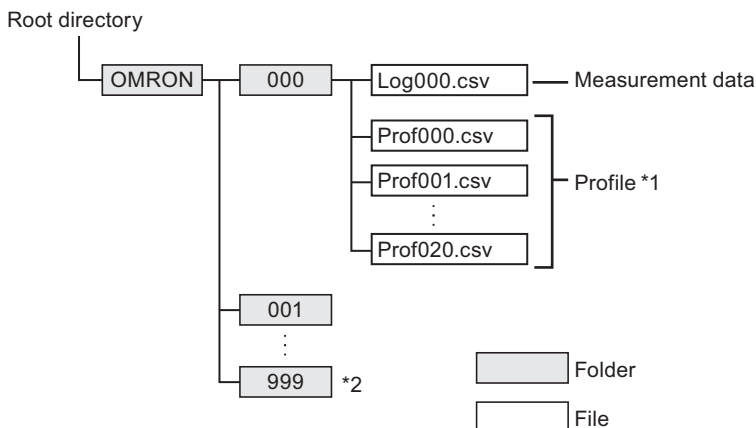 Root directory
OMRON
000
Log000.csv
Measurement data
Prof000.csv
Prof001.csv
Profile *1
Prof020.csv
001
999
*2
Folder
File